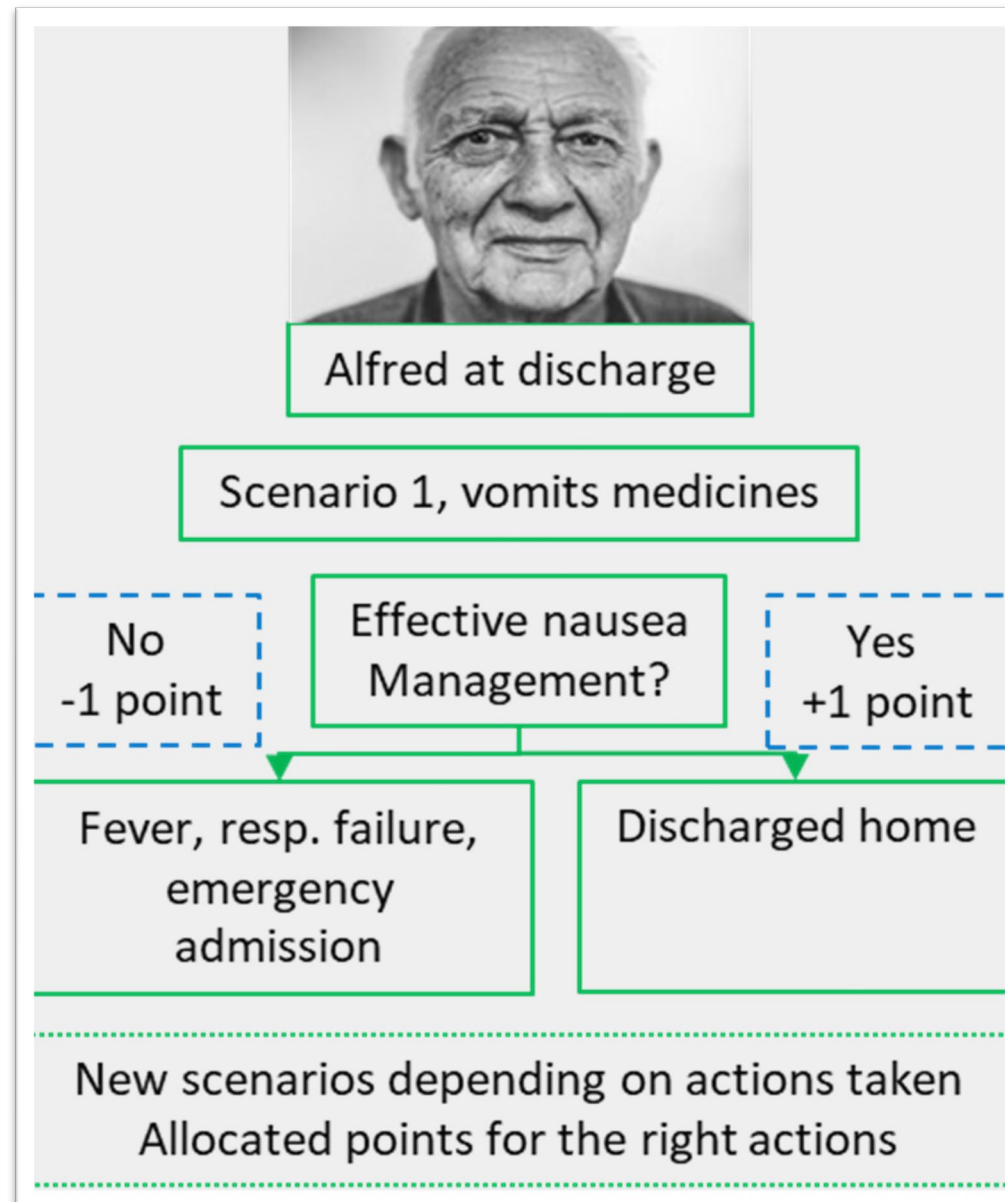 Alfred at discharge
Scenario 1, vomits medicines
Effective nausea
Management?
No
-1 point
Yes
+1 point
Fever, resp. failure,
emergency
admission
Discharged home
New scenarios depending on actions taken
Allocated points for the right actions